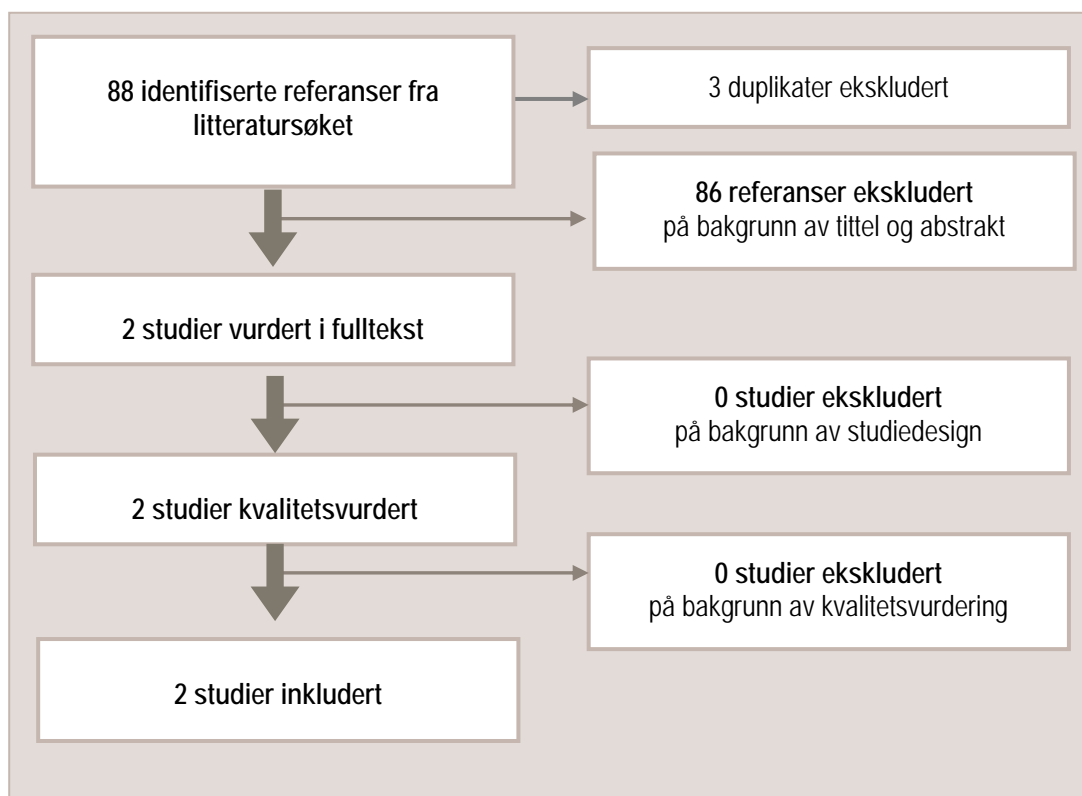 88 identifiserte referanser fra
litteratursøket
3 duplikater ekskludert
86 referanser ekskludert
på bakgrunn av tittel og abstrakt
2 studier vurdert i fulltekst
0 studier ekskludert
på bakgrunn av studiedesign
2 studier kvalitetsvurdert
0 studier ekskludert
på bakgrunn av kvalitetsvurdering
2 studier inkludert